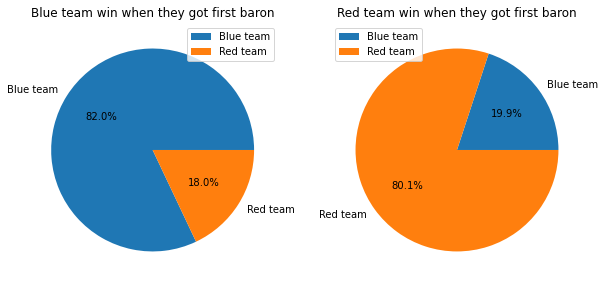 Blue team win when they got first baron
Blue team
Red team
Blue team
82.0%
18.0%
Red team
Red team win when they got first baron
Blue team
Red team
Blue team
19.9%
80.1%
Red team